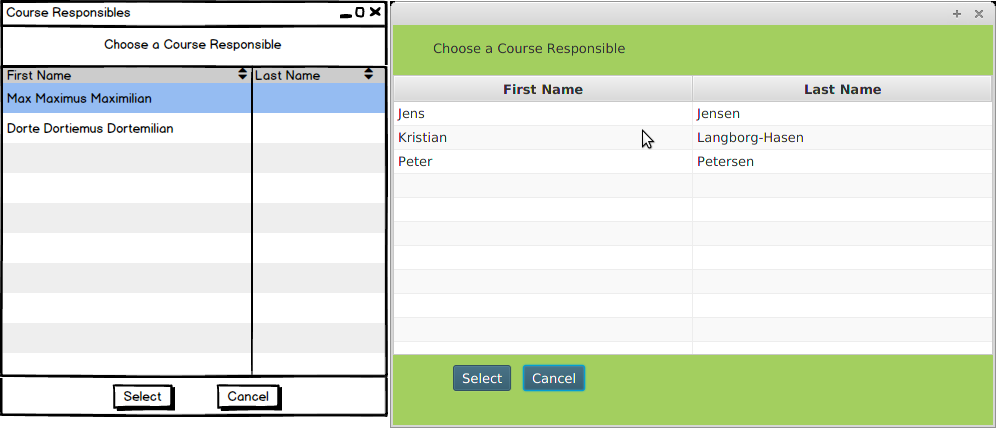 Course Responsibles
Choose a Course Responsible
First Name Last Name
Max Maximus Maximilian
Dorte Dortiemus Dortemilian
Select Cancel
Choose a Course Responsible
First Name Last Name
Jens Jensen
Kristian Langborg-Hasen
Peter Petersen
Select Cancel